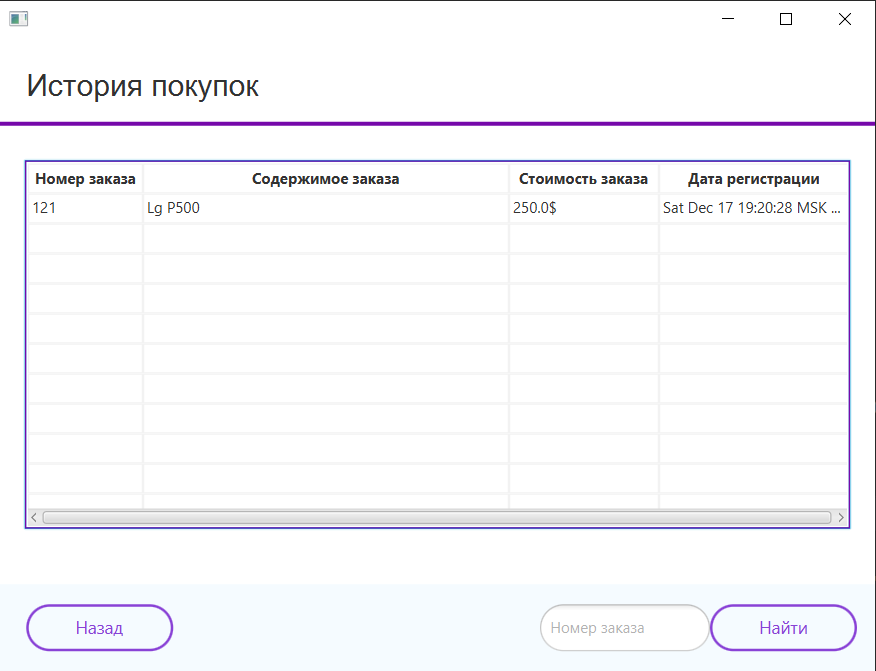 История покупок
Номер заказа Содержимое заказа Стоимость заказа Дата регистрации
121 Lg P500 250.0$ Sat Dec 17 19:20:28 MSK ...
Назад Номер заказа Найти